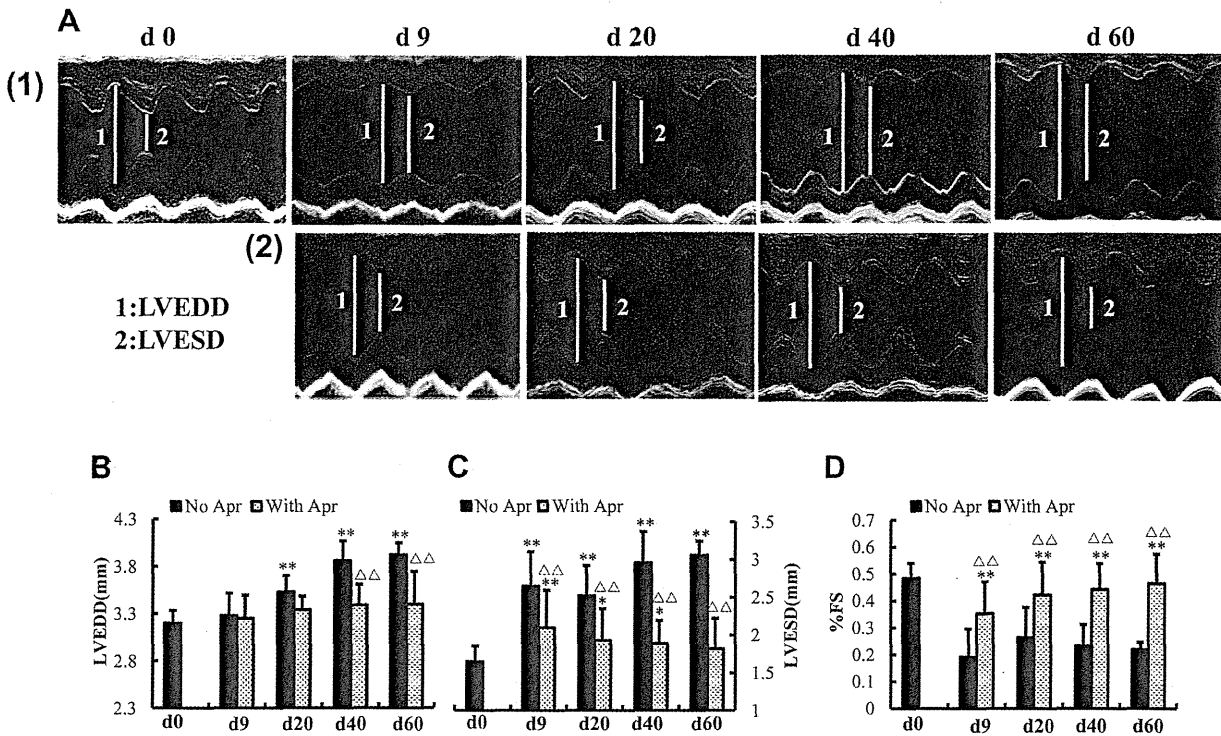 A
d 0 d 9 d 20 d 40 d 60
(1)
1 2 1 2 1 2 1 2 1 2
(2)
1 2 1 2 1 2 1 2
1:LVEDD
2:LVESD
B
No Apr With Apr
LVEDD(mm)
4.3
3.8
3.3
2.8
2.3
** ** △△ ** △△
d0 d9 d20 d40 d60
C
No Apr With Apr
LVESD(mm)
3.5
3
2.5
2
1.5
1
** △△ ** ** △△ * ** △△ * ** △△
d0 d9 d20 d40 d60
D
No Apr With Apr
%FS
0.7
0.6
0.5
0.4
0.3
0.2
0.1
0
△△ △△ △△ △△
** ** ** **
d0 d9 d20 d40 d60